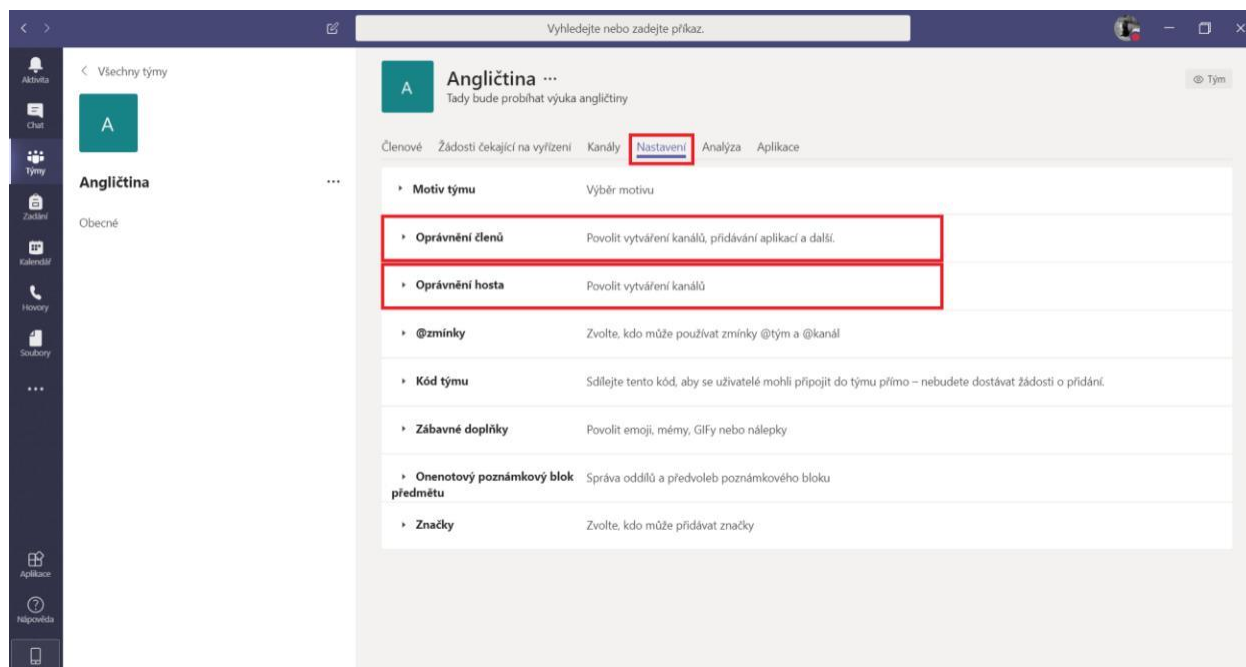 Vyhledejte nebo zadejte příkaz.
Aktivita
Chat
Týmy
Zadání
Kalendář
Hovory
Soubory
Aplikace
Nápověda
Všechny týmy
A
Angličtina
Obecné
A
Angličtina
Tady bude probíhat výuka angličtiny
Tým
Členové Žádosti čekající na vyřízení Kanály Nastavení Analýza Aplikace
Motiv týmu Výběr motivu
Oprávnění členů Povolit vytváření kanálů, přidávání aplikací a další.
Oprávnění hosta Povolit vytváření kanálů
@zmínky Zvolte, kdo může používat zmínky @tým a @kanál
Kód týmu Sdílejte tento kód, aby se uživatelé mohli připojit do týmu přímo – nebudete dostávat žádosti o přidání.
Zábavné doplňky Povolit emoji, mémy, GIFy nebo nálepky
Onenotový poznámkový blok Správa oddílů a předvoleb poznámkového bloku
předmětu
Značky Zvolte, kdo může přidávat značky